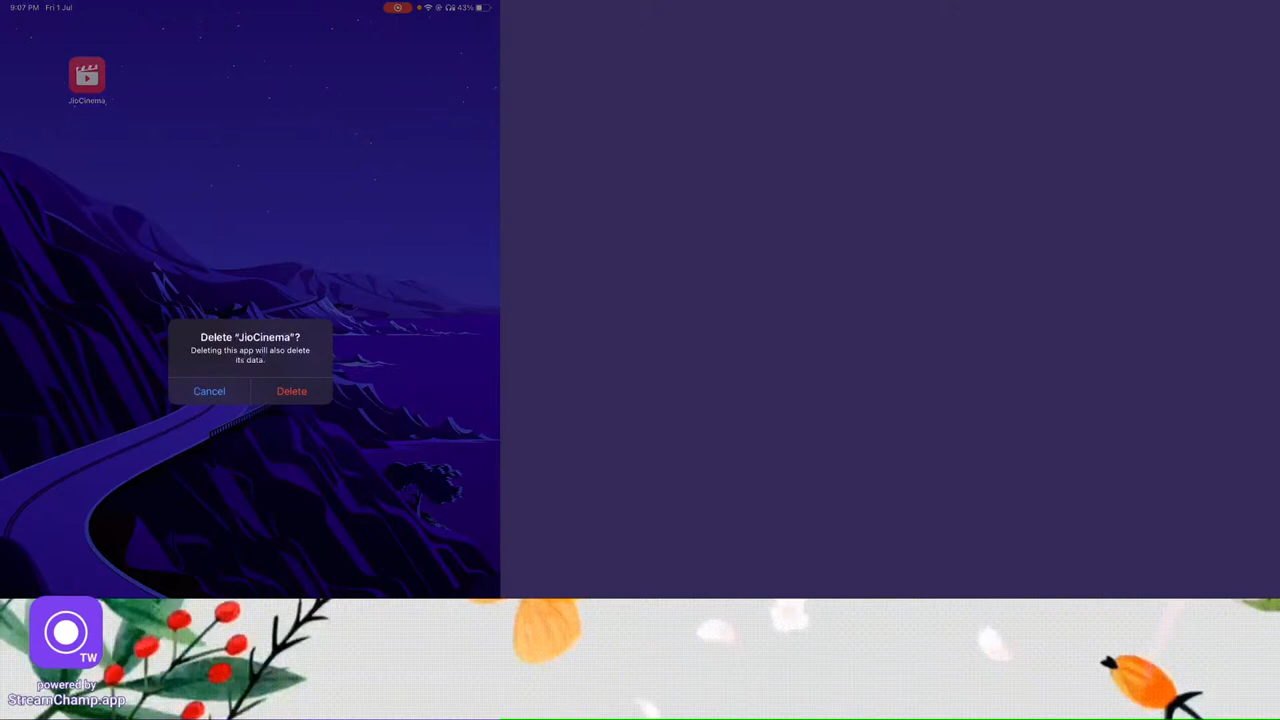 9:07 PM Fri 1 Jul
43%
JioCinema
Delete “JioCinema”?
Deleting this app will also delete
its data.
Cancel
Delete
TW
powered by
StreamChamp.app